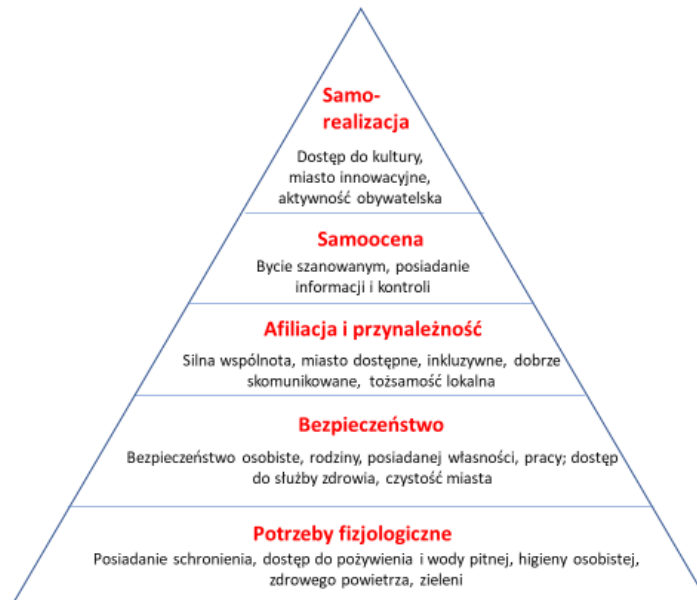 Samo-
realizacja
Dostęp do kultury,
miasto innowacyjne,
aktywność obywatelska
Samoocena
Bycie szanowanym, posiadanie
informacji i kontroli
Afiliacja i przynależność
Silna wspólnota, miasto dostępne, inkluzywne, dobrze
skomunikowane, tożsamość lokalna
Bezpieczeństwo
Bezpieczeństwo osobiste, rodziny, posiadanej własności, pracy; dostęp
do służby zdrowia, czystość miasta
Potrzeby fizjologiczne
Posiadanie schronienia, dostęp do pożywienia i wody pitnej, higieny osobistej,
zdrowego powietrza, zieleni